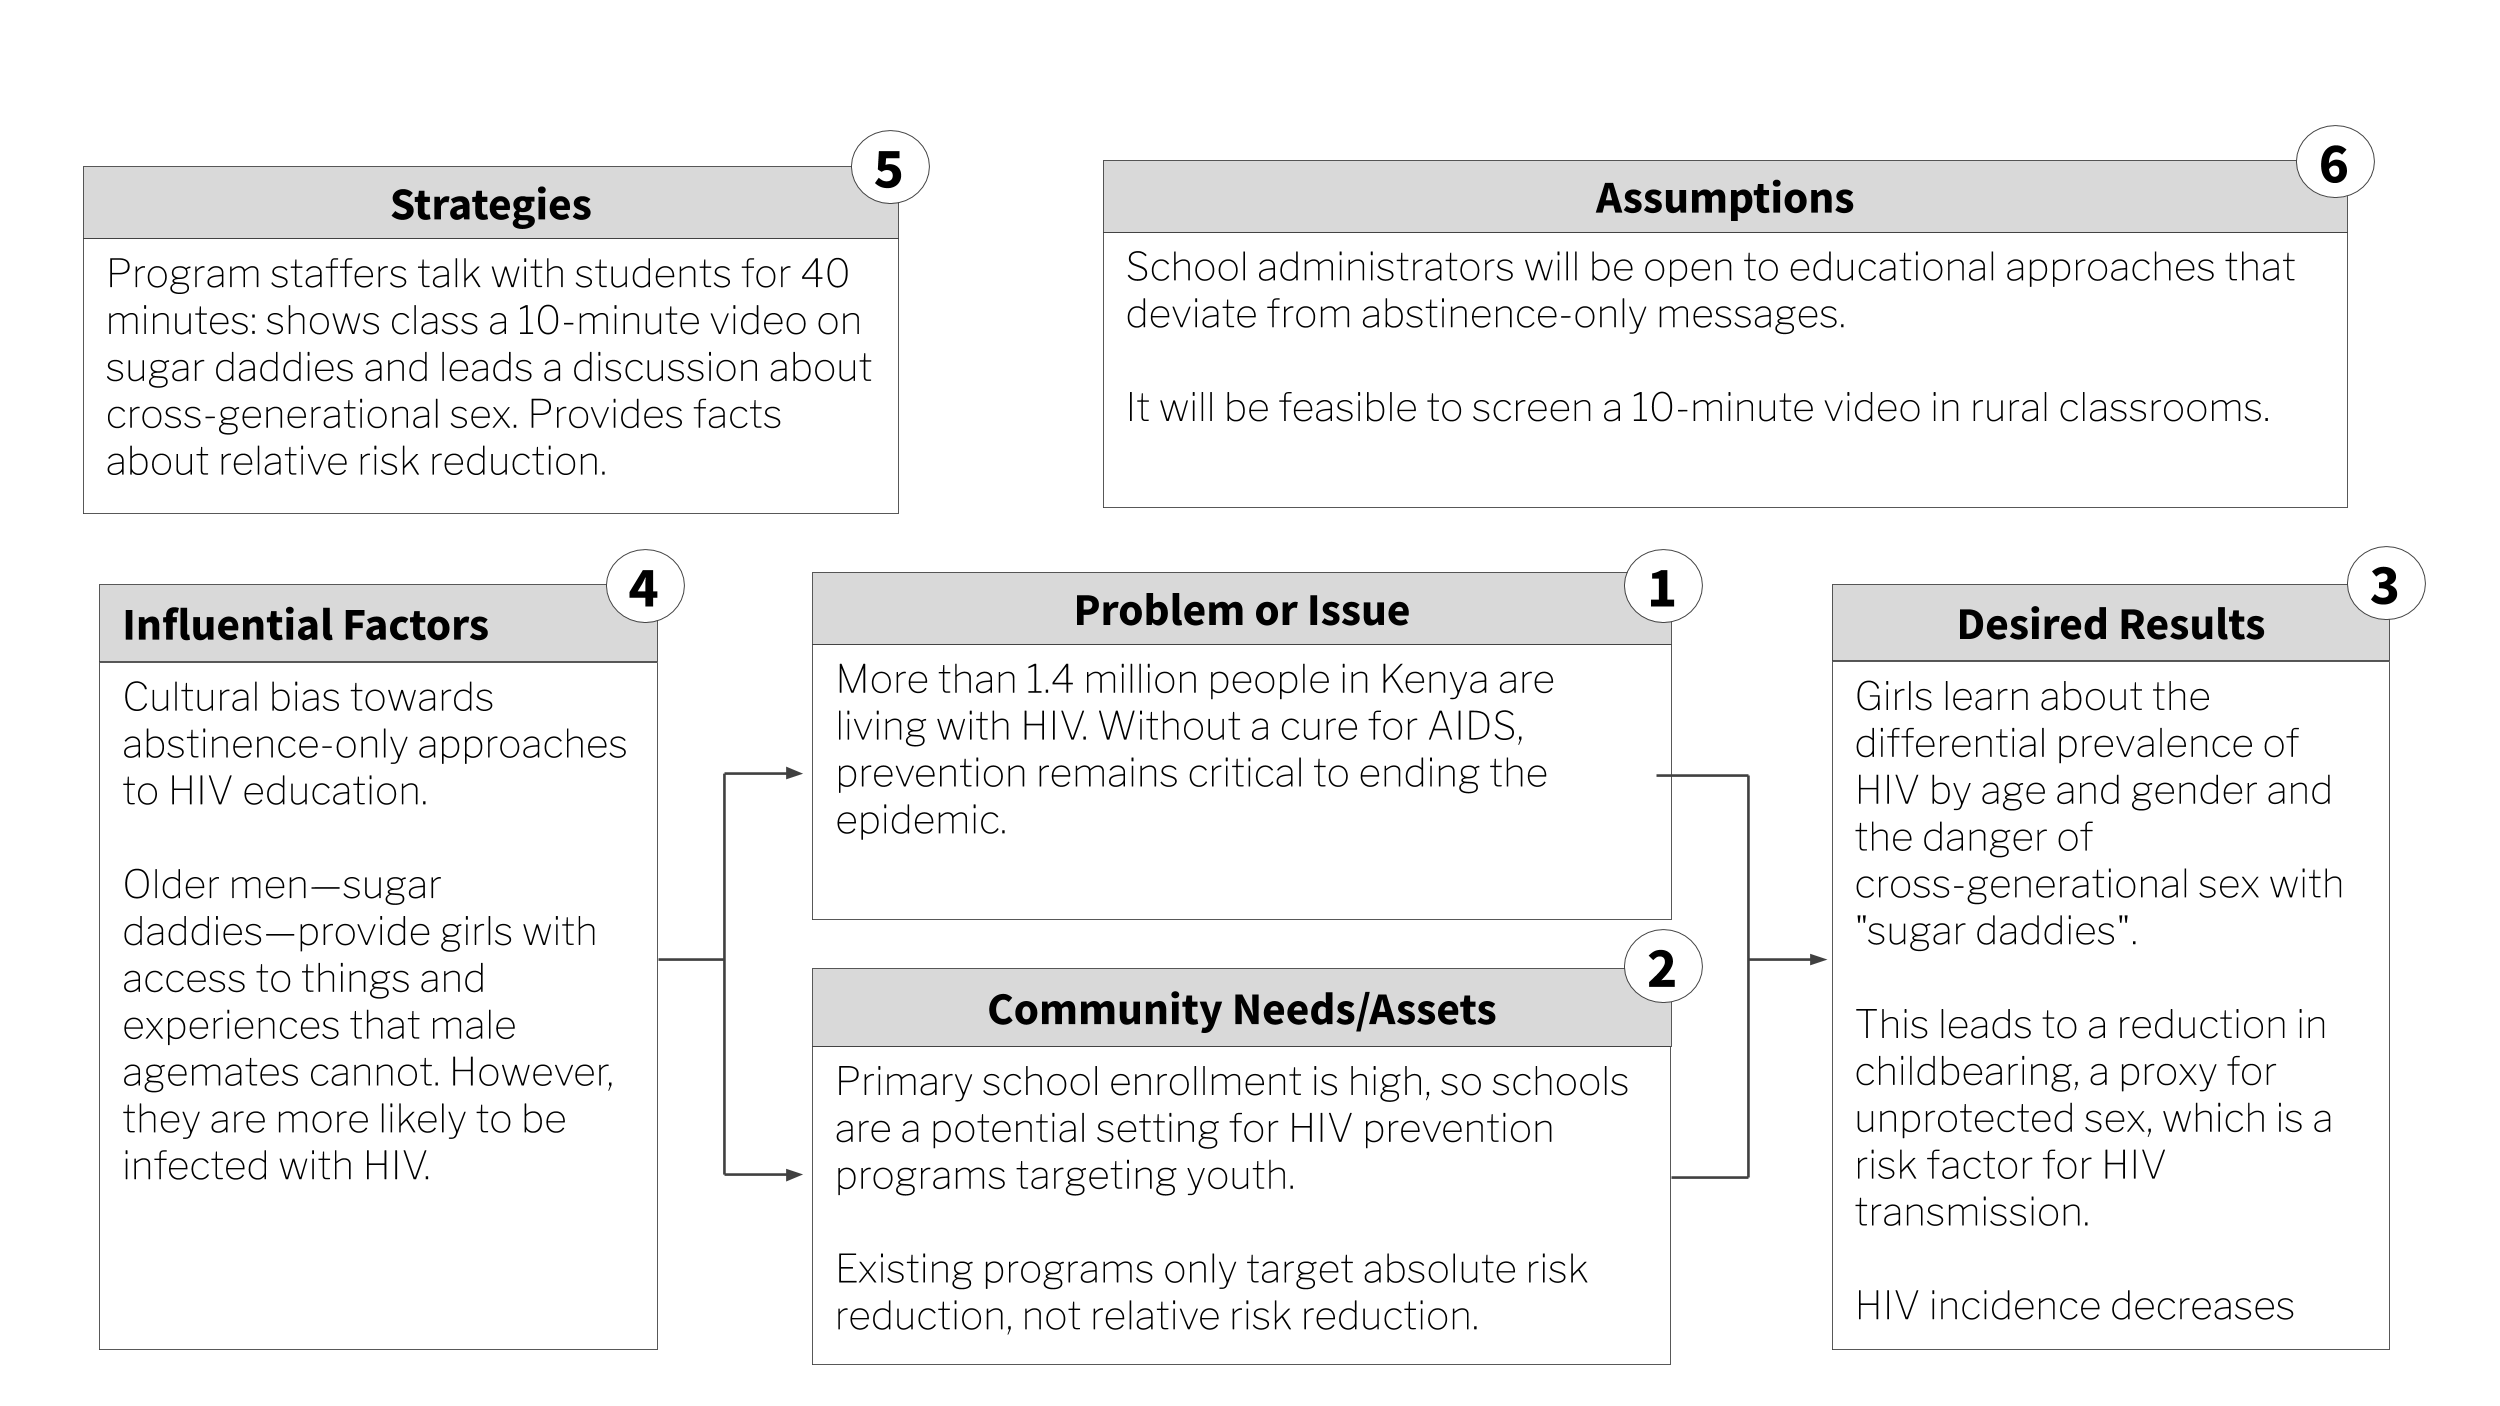 5
Strategies
Program staffers talk with students for 40
minutes: shows class a 10-minute video on
sugar daddies and leads a discussion about
cross-generational sex. Provides facts
about relative risk reduction.
6
Assumptions
School administrators will be open to educational approaches that
deviate from abstinence-only messages.
It will be feasible to screen a 10-minute video in rural classrooms.
4
Influential Factors
Cultural bias towards
abstinence-only approaches
to HIV education.
Older men—sugar
daddies—provide girls with
access to things and
experiences that male
agemates cannot. However,
they are more likely to be
infected with HIV.
1
Problem or Issue
More than 1.4 million people in Kenya are
living with HIV. Without a cure for AIDS,
prevention remains critical to ending the
epidemic.
2
Community Needs/Assets
Primary school enrollment is high, so schools
are a potential setting for HIV prevention
programs targeting youth.
Existing programs only target absolute risk
reduction, not relative risk reduction.
3
Desired Results
Girls learn about the
differential prevalence of
HIV by age and gender and
the danger of
cross-generational sex with
"sugar daddies".
This leads to a reduction in
childbearing, a proxy for
unprotected sex, which is a
risk factor for HIV
transmission.
HIV incidence decreases